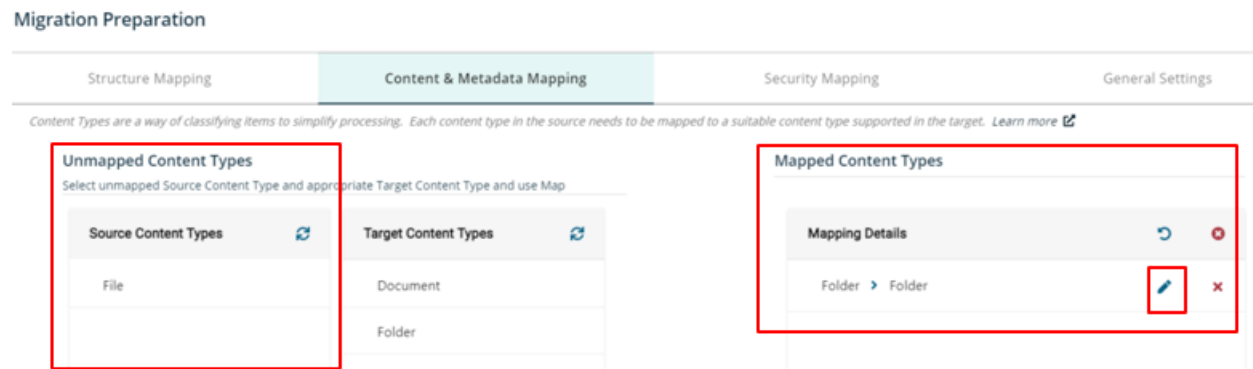 Migration Preparation
Structure Mapping
Content & Metadata Mapping
Security Mapping
General Settings
Content Types are a way of classifying items to simplify processing. Each content type in the source needs to be mapped to a suitable content type supported in the target. Learn more
Unmapped Content Types
Select unmapped Source Content Type and appropriate Target Content Type and use Map
Source Content Types
File
Target Content Types
Document
Folder
Mapped Content Types
Mapping Details
Folder > Folder